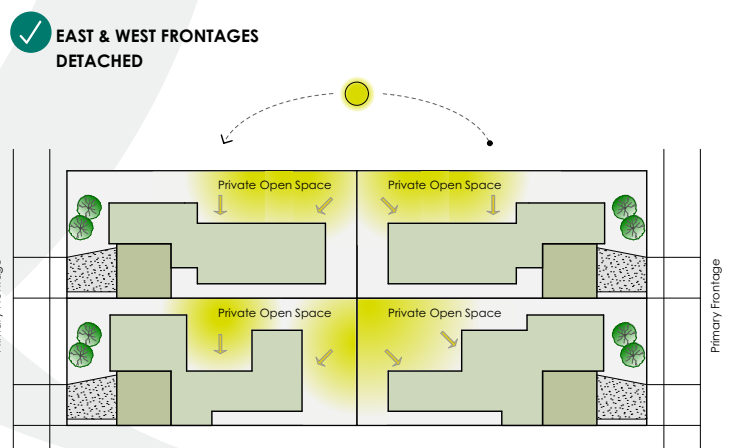 EAST & WEST FRONTAGES
DETACHED
Private Open Space
Private Open Space
Private Open Space
Private Open Space
Primary Frontage